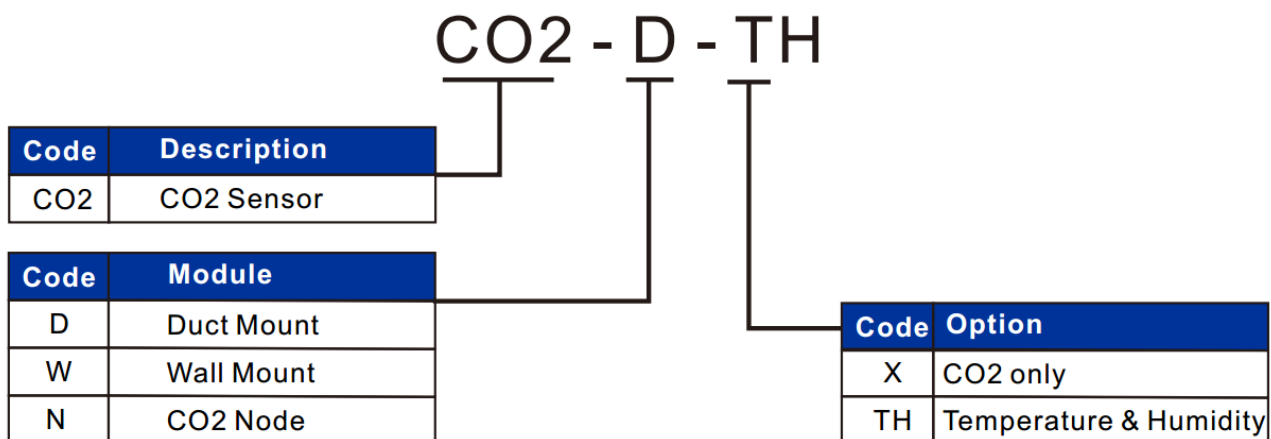 CO2 - D - TH
Code Description
CO2 CO2 Sensor
Code Module
D Duct Mount
W Wall Mount
N CO2 Node
Code Option
X CO2 only
TH Temperature & Humidity